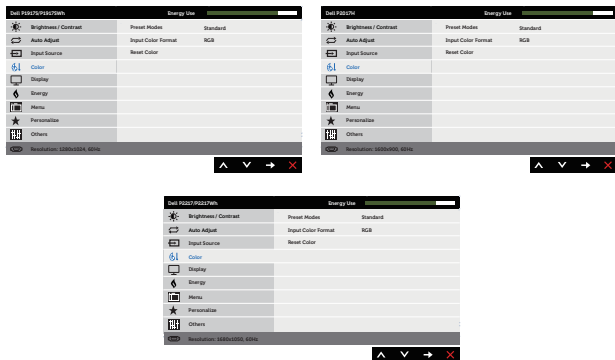 Dell P1917S/P1917SWh Energy Use
Brightness / Contrast Preset Modes Standard
Auto Adjust Input Color Format RGB
Input Source Reset Color
Color
Display
Energy
Menu
Personalize
Others
Resolution: 1280x1024, 60Hz
Dell P2017H Energy Use
Brightness / Contrast Preset Modes Standard
Auto Adjust Input Color Format RGB
Input Source Reset Color
Color
Display
Energy
Menu
Personalize
Others
Resolution: 1600x900, 60Hz
Dell P2217/P2217Wh Energy Use
Brightness / Contrast Preset Modes Standard
Auto Adjust Input Color Format RGB
Input Source Reset Color
Color
Display
Energy
Menu
Personalize
Others
Resolution: 1680x1050, 60Hz